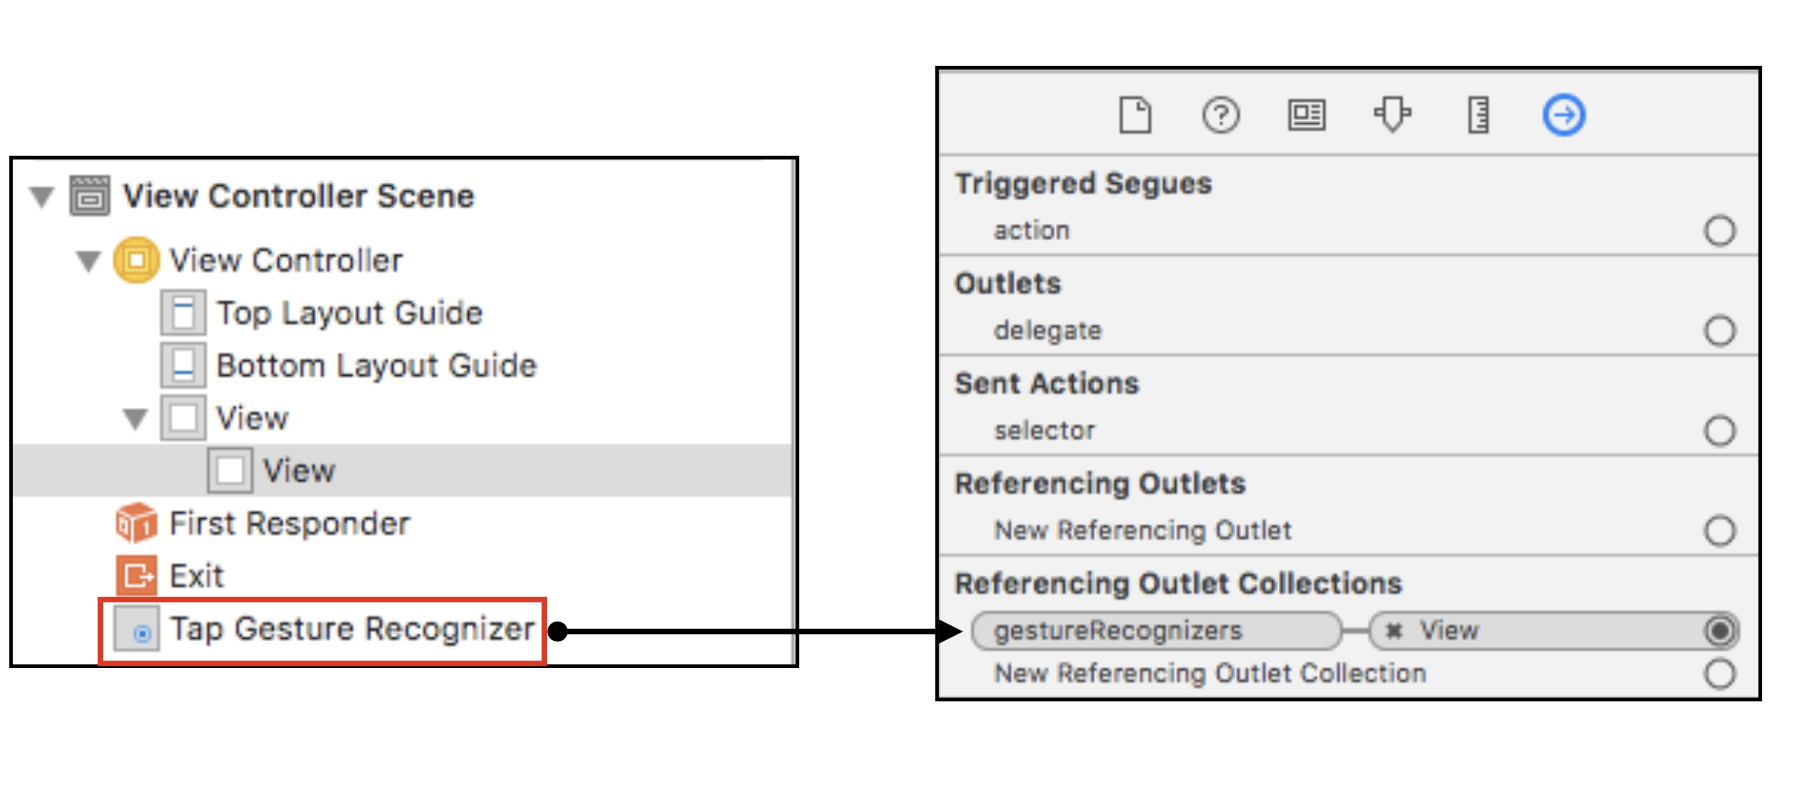 View Controller Scene
View Controller
Top Layout Guide
Bottom Layout Guide
View
View
First Responder
Exit
Tap Gesture Recognizer
Triggered Segues
action
Outlets
delegate
Sent Actions
selector
Referencing Outlets
New Referencing Outlet
Referencing Outlet Collections
gestureRecognizers ✖ View
New Referencing Outlet Collection